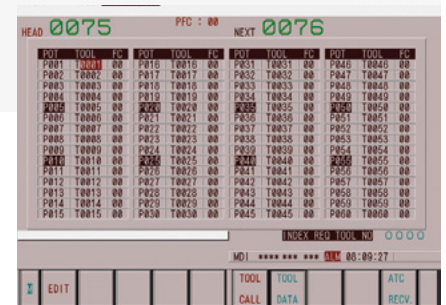 HEAD 0075 PFC : 00 NEXT 0076
POT TOOL FC POT TOOL FC POT TOOL FC POT TOOL FC
P001 T0001 00 P016 T0016 00 P031 T0031 00 P046 T0046 00
P002 T0002 00 P017 T0017 00 P032 T0032 00 P047 T0047 00
P003 T0003 00 P018 T0018 00 P033 T0033 00 P048 T0048 00
P004 T0004 00 P019 T0019 00 P034 T0034 00 P049 T0049 00
P005 T0005 00 P020 T0020 00 P035 T0035 00 P050 T0050 00
P006 T0006 00 P021 T0021 00 P036 T0036 00 P051 T0051 00
P007 T0007 00 P022 T0022 00 P037 T0037 00 P052 T0052 00
P008 T0008 00 P023 T0023 00 P038 T0038 00 P053 T0053 00
P009 T0009 00 P024 T0024 00 P039 T0039 00 P054 T0054 00
P010 T0010 00 P025 T0025 00 P040 T0040 00 P055 T0055 00
P011 T0011 00 P026 T0026 00 P041 T0041 00 P056 T0056 00
P012 T0012 00 P027 T0027 00 P042 T0042 00 P057 T0057 00
P013 T0013 00 P028 T0028 00 P043 T0043 00 P058 T0058 00
P014 T0014 00 P029 T0029 00 P044 T0044 00 P059 T0059 00
P015 T0015 00 P030 T0030 00 P045 T0045 00 P060 T0060 00
INDEX REQ TOOL NO 0000
MDI **** *** *** ALM 08:09:27
EDIT TOOL TOOL ATC
CALL DATA RECV.